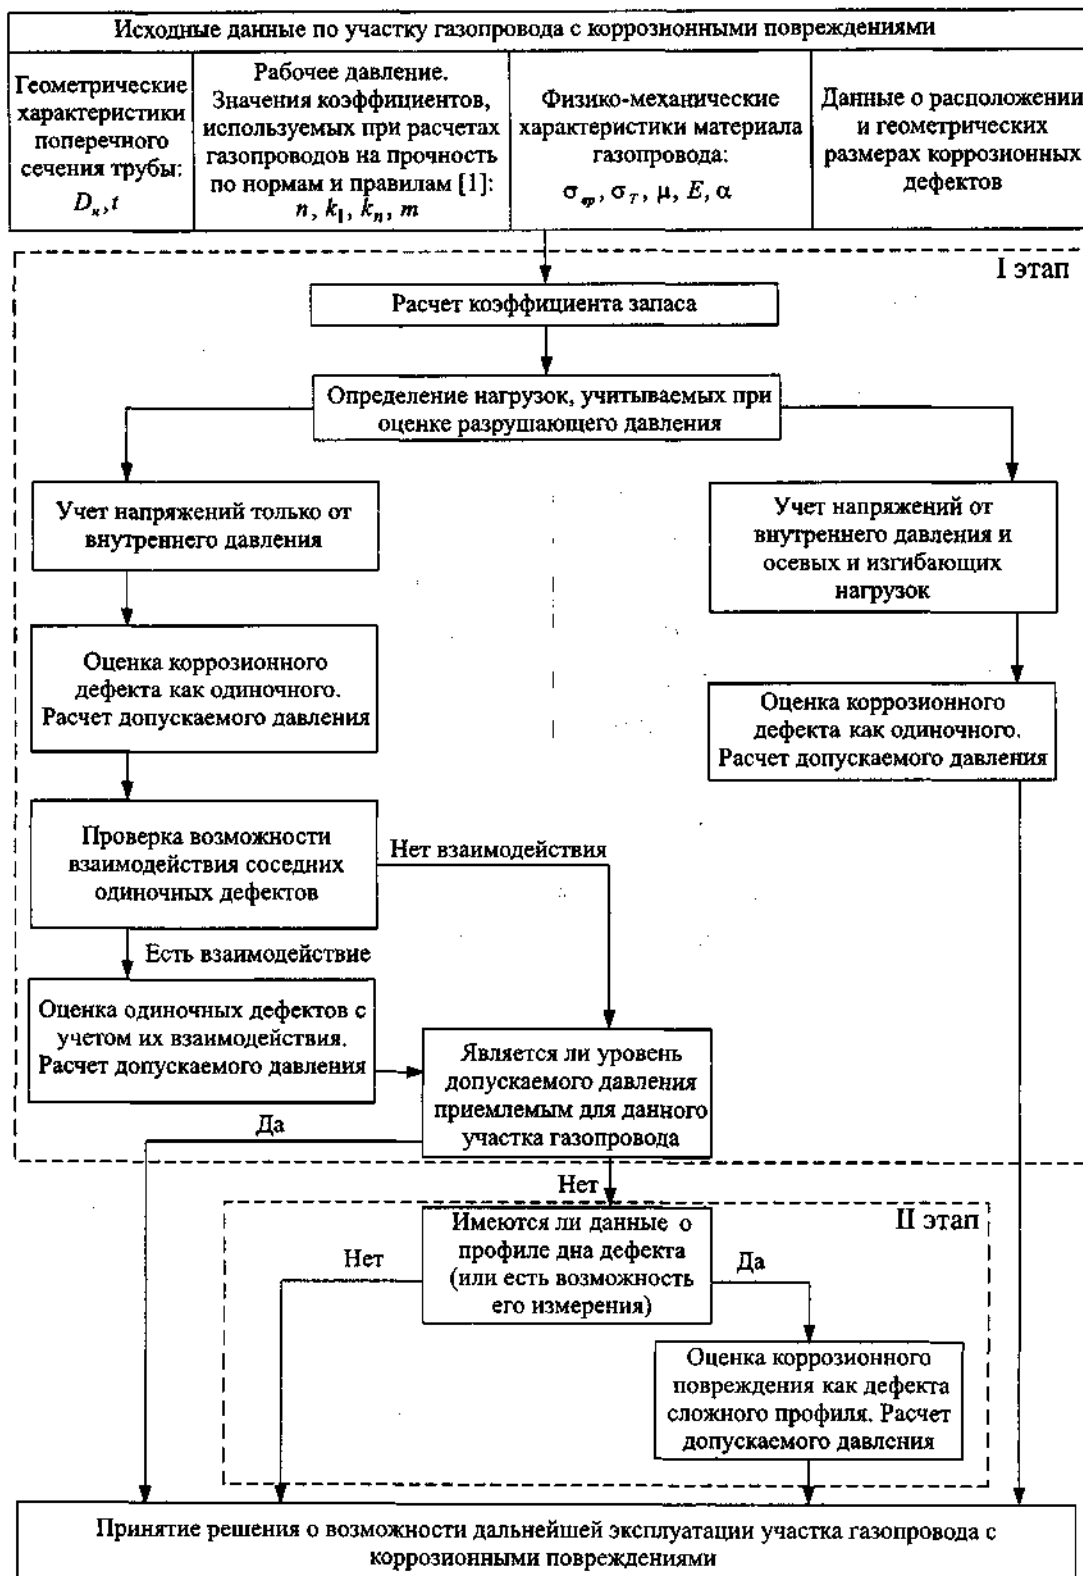 Исходные данные по участку газопровода с коррозионными повреждениями
Геометрические
характеристики
поперечного
сечения трубы:
Dн, t
Рабочее давление.
Значения коэффициентов,
используемых при расчетах
газопроводов на прочность
по нормам и правилам [1]:
n, k1, kн, m
Физико-механические
характеристики материала
газопровода:
σвр, σТ, μ, E, α
Данные о расположении
и геометрических
размерах коррозионных
дефектов
I этап
Расчет коэффициента запаса
Определение нагрузок, учитываемых при
оценке разрушающего давления
Учет напряжений только от
внутреннего давления
Учет напряжений от
внутреннего давления и
осевых и изгибающих
нагрузок
Оценка коррозионного
дефекта как одиночного.
Расчет допускаемого давления
Оценка коррозионного
дефекта как одиночного.
Расчет допускаемого давления
Проверка возможности
взаимодействия соседних
одиночных дефектов
Нет взаимодействия
Есть взаимодействие
Оценка одиночных дефектов с
учетом их взаимодействия.
Расчет допускаемого давления
Является ли уровень
допускаемого давления
приемлемым для данного
участка газопровода
Да
Нет
II этап
Имеются ли данные о
профиле дна дефекта
(или есть возможность
его измерения)
Нет
Да
Оценка коррозионного
повреждения как дефекта
сложного профиля. Расчет
допускаемого давления
Принятие решения о возможности дальнейшей эксплуатации участка газопровода с
коррозионными повреждениями